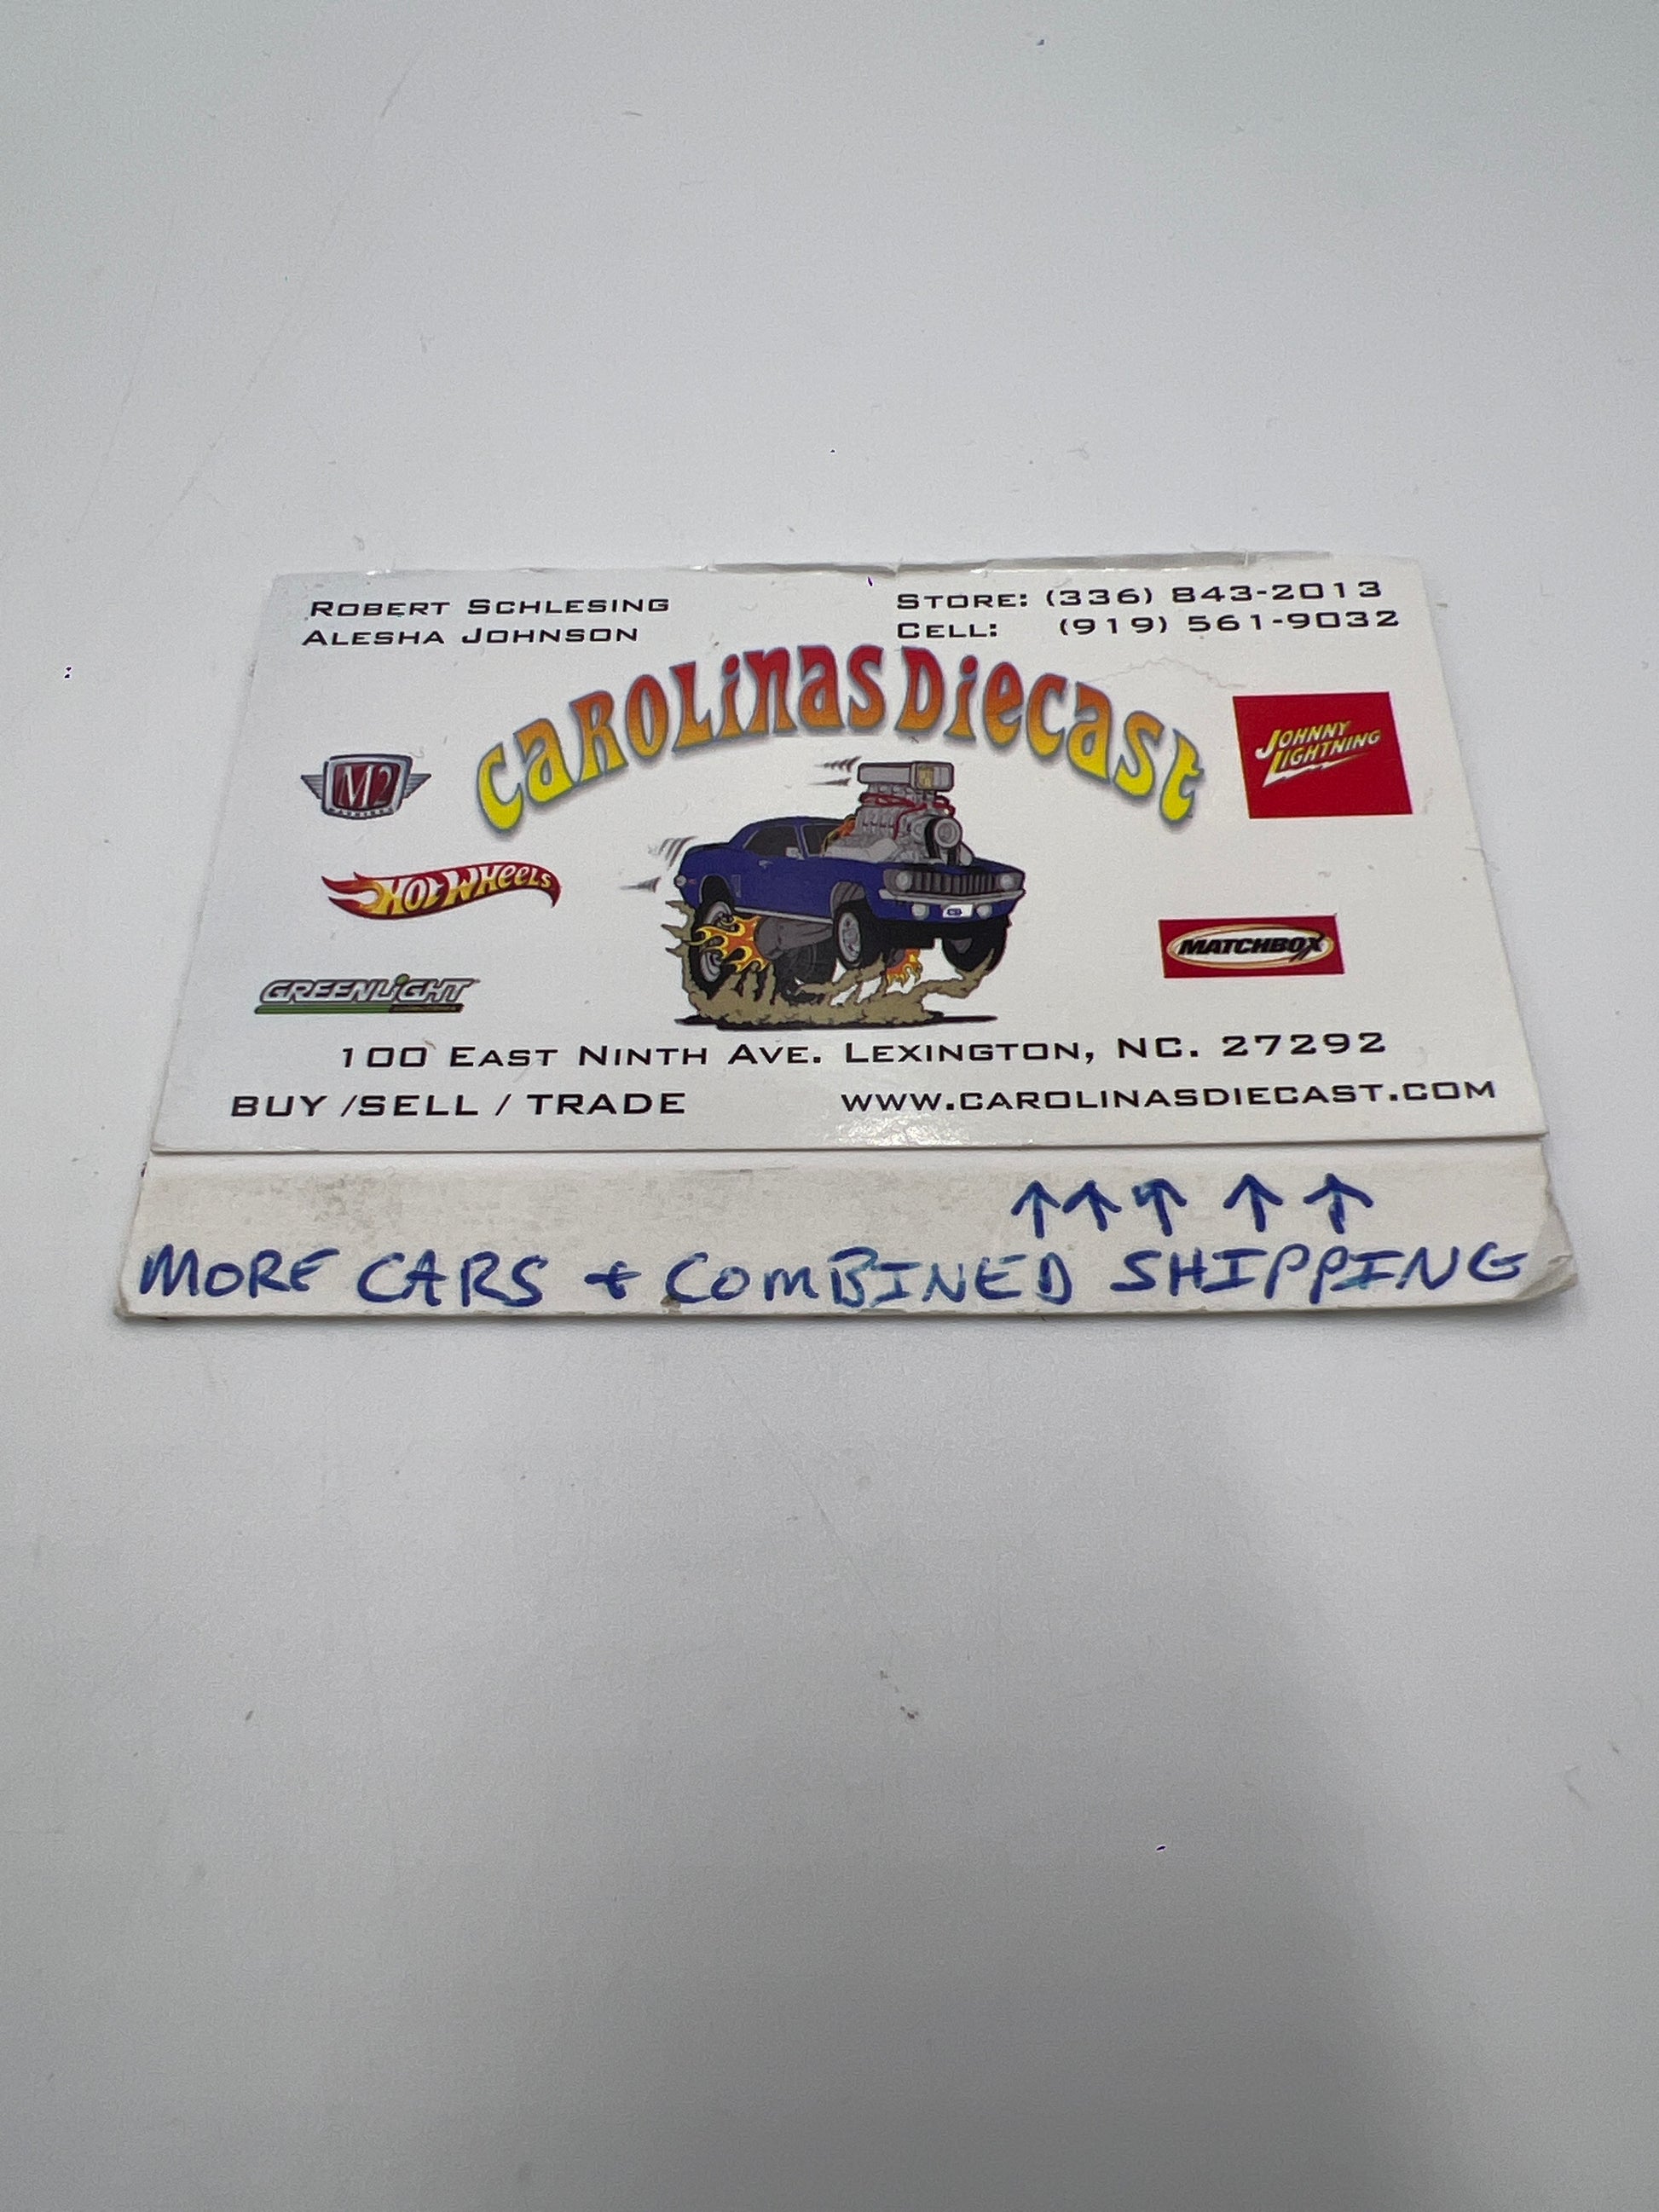 ROBERT SCHLESING
ALESHA JOHNSON
STORE: (336) 843-2013
CELL: (919) 561-9032
CAROLINAS DIECAST
M2
JOHNNY LIGHTNING
HOT WHEELS
MATCHBOX
GREENLIGHT
100 EAST NINTH AVE. LEXINGTON, NC. 27292
BUY /SELL / TRADE
WWW.CAROLINASDIECAST.COM
↑ ↑ ↑ ↑ ↑
MORE CARS + COMBINED SHIPPING